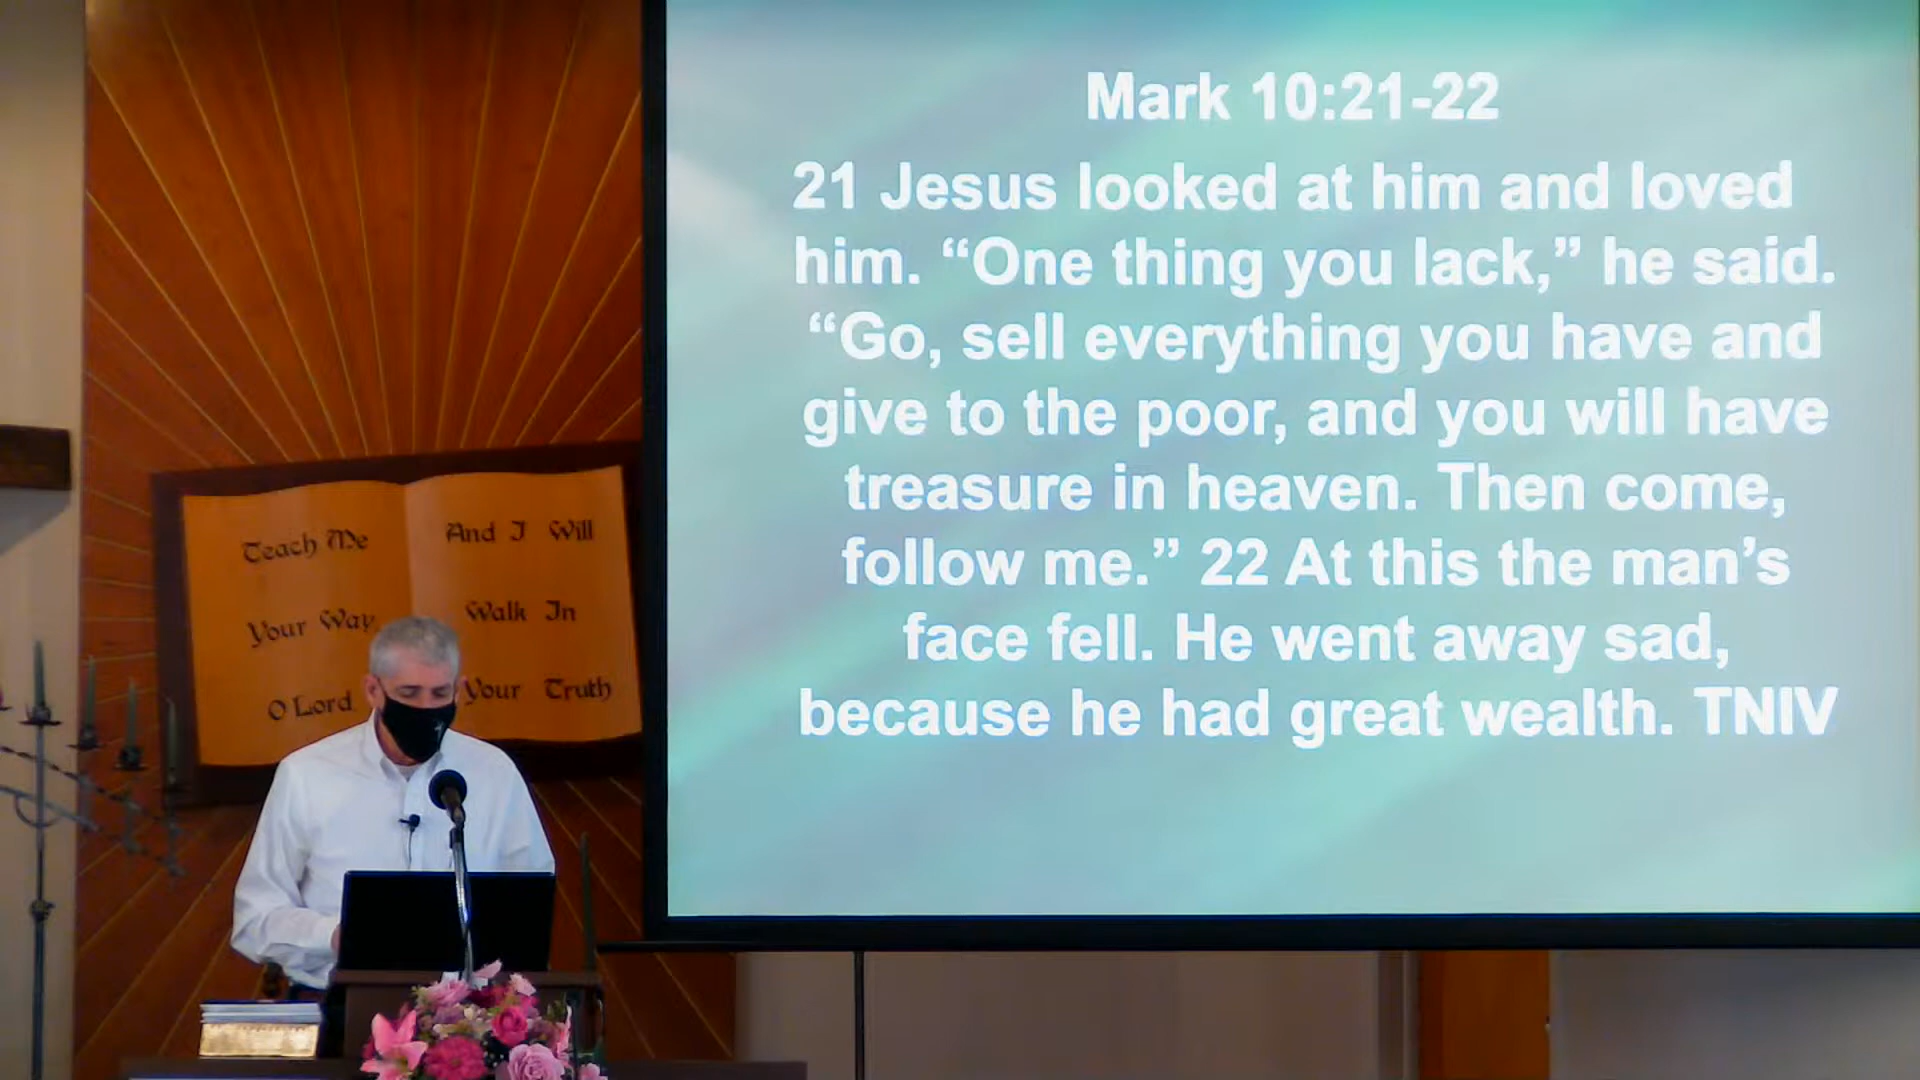 Mark 10:21-22
21 Jesus looked at him and loved
him. “One thing you lack,” he said.
“Go, sell everything you have and
give to the poor, and you will have
treasure in heaven. Then come,
follow me.” 22 At this the man’s
face fell. He went away sad,
because he had great wealth. TNIV
Teach Me
Your Way
O Lord
And I Will
Walk In
Your Truth